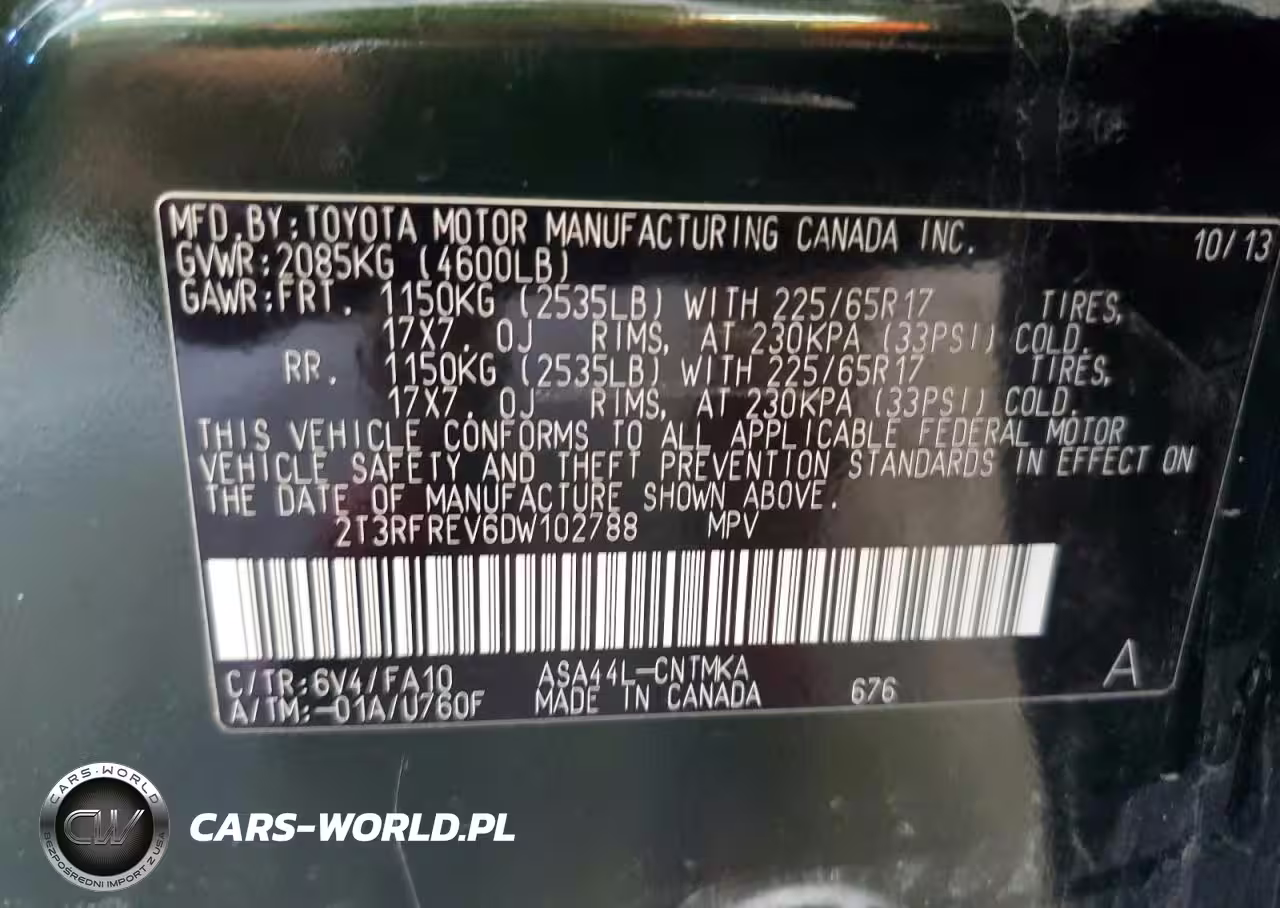 MFD.BY:TOYOTA MOTOR MANUFACTURING CANADA INC. 10/13
GVWR:2085KG (4600LB)
GAWR:FRT. 1150KG (2535LB) WITH 225/65R17 TIRES,
17X7. 0J RIMS, AT 230KPA (33PSI) COLD.
RR. 1150KG (2535LB) WITH 225/65R17 TIRES,
17X7. 0J RIMS, AT 230KPA (33PSI) COLD.
THIS VEHICLE CONFORMS TO ALL APPLICABLE FEDERAL MOTOR
VEHICLE SAFETY AND THEFT PREVENTION STANDARDS IN EFFECT ON
THE DATE OF MANUFACTURE SHOWN ABOVE.
2T3RFREV6DW102788 MPV
C/TR:6V4/FA10 ASA44L-CNTMKA 676 A
A/TM:-01A/U760F MADE IN CANADA
CARS-WORLD
CW
BEZPOŚREDNI IMPORT Z USA
CARS-WORLD.PL